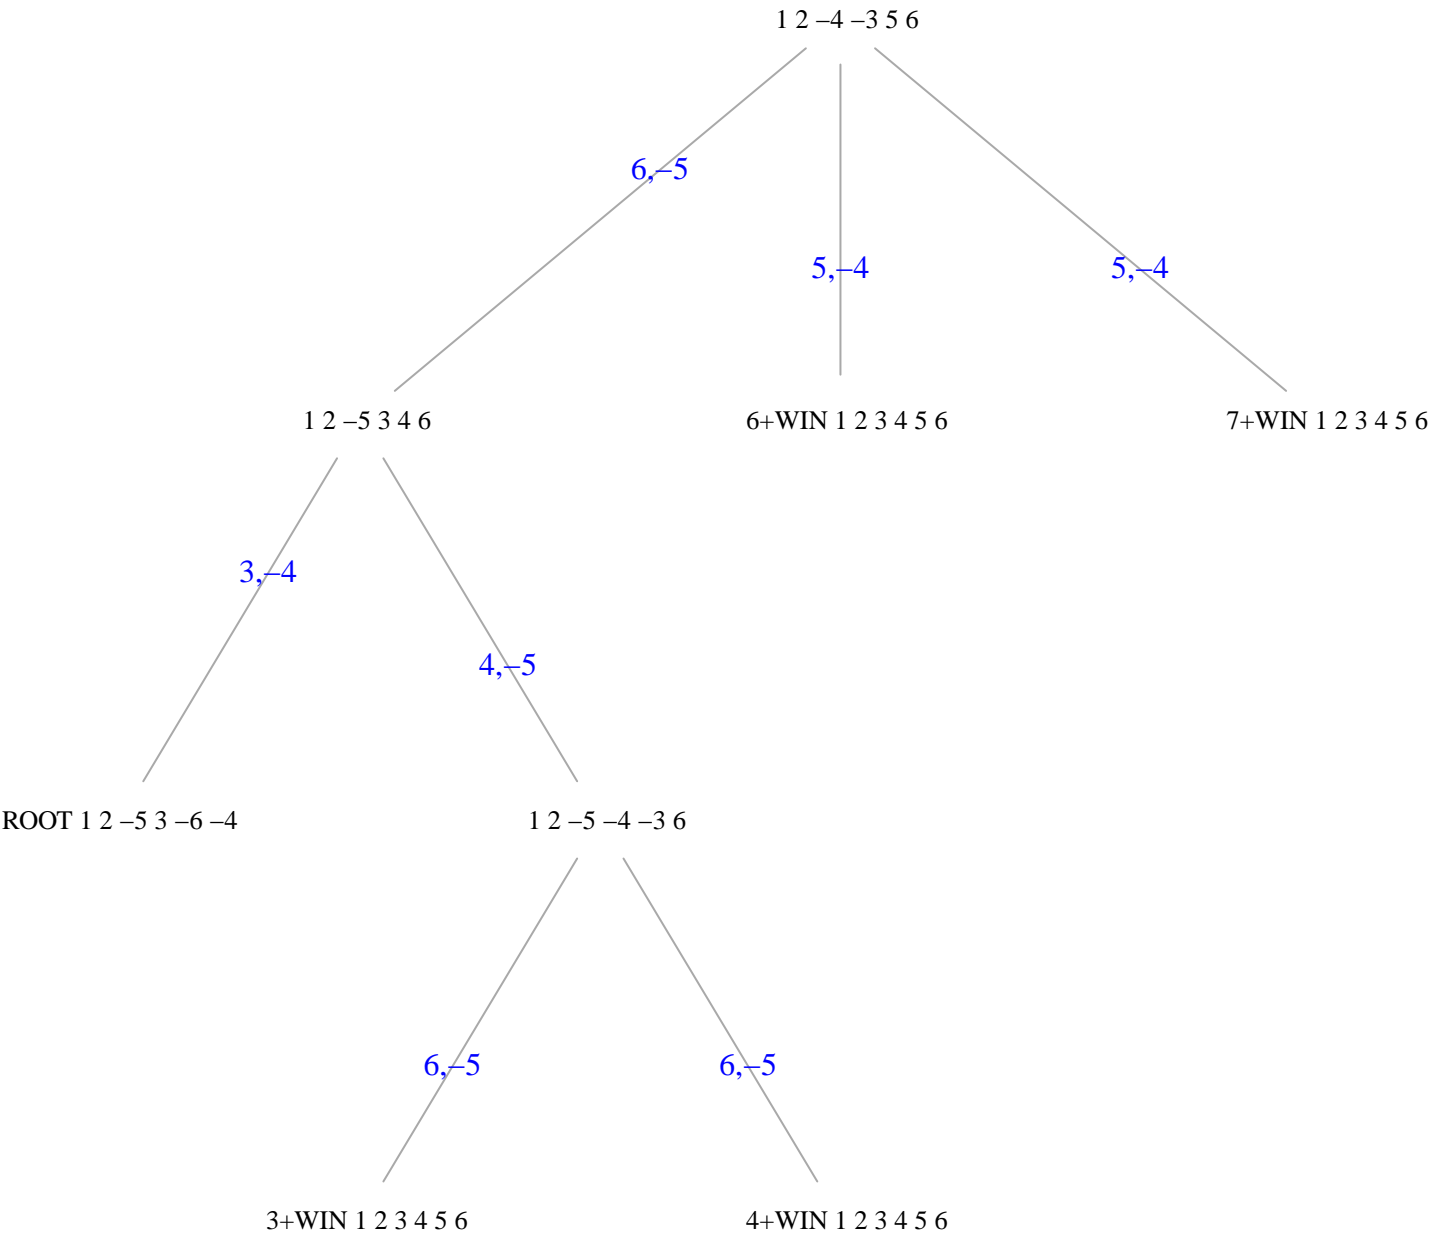 1 2 –4 –3 5 6
6,–5
5,–4
5,–4
1 2 –5 3 4 6
6+WIN 1 2 3 4 5 6
7+WIN 1 2 3 4 5 6
3,–4
4,–5
ROOT 1 2 –5 3 –6 –4
1 2 –5 –4 –3 6
6,–5
6,–5
3+WIN 1 2 3 4 5 6
4+WIN 1 2 3 4 5 6